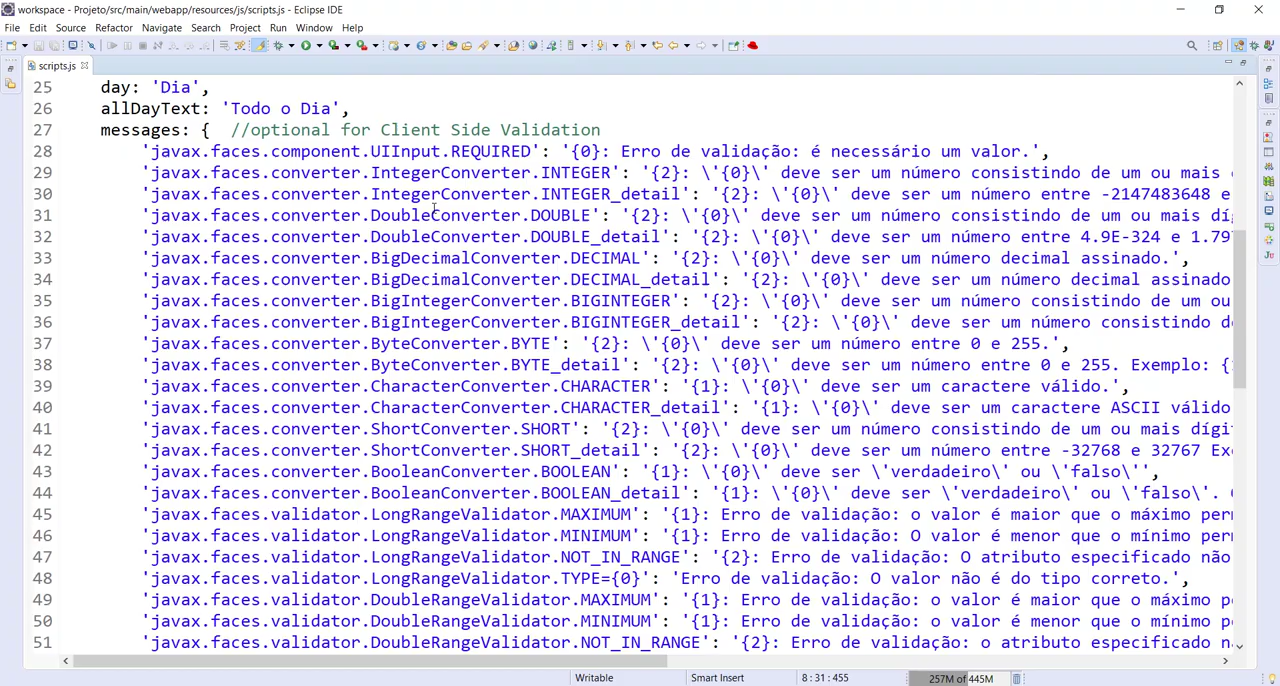 workspace - Projeto/src/main/webapp/resources/js/scripts.js - Eclipse IDE
File Edit Source Refactor Navigate Search Project Run Window Help
scripts.js
25 day: 'Dia',
26 allDayText: 'Todo o Dia',
27 messages: { //optional for Client Side Validation
28 'javax.faces.component.UIInput.REQUIRED': '{0}: Erro de validação: é necessário um valor.',
29 'javax.faces.converter.IntegerConverter.INTEGER': '{2}: \'{0}\' deve ser um número consistindo de um ou mais
30 'javax.faces.converter.IntegerConverter.INTEGER_detail': '{2}: \'{0}\' deve ser um número entre -2147483648 e
31 'javax.faces.converter.DoubleConverter.DOUBLE': '{2}: \'{0}\' deve ser um número consistindo de um ou mais díg
32 'javax.faces.converter.DoubleConverter.DOUBLE_detail': '{2}: \'{0}\' deve ser um número entre 4.9E-324 e 1.79
33 'javax.faces.converter.BigDecimalConverter.DECIMAL': '{2}: \'{0}\' deve ser um número decimal assinado.',
34 'javax.faces.converter.BigDecimalConverter.DECIMAL_detail': '{2}: \'{0}\' deve ser um número decimal assinado
35 'javax.faces.converter.BigIntegerConverter.BIGINTEGER': '{2}: \'{0}\' deve ser um número consistindo de um ou
36 'javax.faces.converter.BigIntegerConverter.BIGINTEGER_detail': '{2}: \'{0}\' deve ser um número consistindo d
37 'javax.faces.converter.ByteConverter.BYTE': '{2}: \'{0}\' deve ser um número entre 0 e 255.',
38 'javax.faces.converter.ByteConverter.BYTE_detail': '{2}: \'{0}\' deve ser um número entre 0 e 255. Exemplo: {
39 'javax.faces.converter.CharacterConverter.CHARACTER': '{1}: \'{0}\' deve ser um caractere válido.',
40 'javax.faces.converter.CharacterConverter.CHARACTER_detail': '{1}: \'{0}\' deve ser um caractere ASCII válido
41 'javax.faces.converter.ShortConverter.SHORT': '{2}: \'{0}\' deve ser um número consistindo de um ou mais dígit
42 'javax.faces.converter.ShortConverter.SHORT_detail': '{2}: \'{0}\' deve ser um número entre -32768 e 32767 Exe
43 'javax.faces.converter.BooleanConverter.BOOLEAN': '{1}: \'{0}\' deve ser \'verdadeiro\' ou \'falso\'',
44 'javax.faces.converter.BooleanConverter.BOOLEAN_detail': '{1}: \'{0}\' deve ser \'verdadeiro\' ou \'falso\'.
45 'javax.faces.validator.LongRangeValidator.MAXIMUM': '{1}: Erro de validação: o valor é maior que o máximo perm
46 'javax.faces.validator.LongRangeValidator.MINIMUM': '{1}: Erro de validação: O valor é menor que o mínimo perm
47 'javax.faces.validator.LongRangeValidator.NOT_IN_RANGE': '{2}: Erro de validação: O atributo especificado não
48 'javax.faces.validator.LongRangeValidator.TYPE={0}': 'Erro de validação: O valor não é do tipo correto.',
49 'javax.faces.validator.DoubleRangeValidator.MAXIMUM': '{1}: Erro de validação: o valor é maior que o máximo p
50 'javax.faces.validator.DoubleRangeValidator.MINIMUM': '{1}: Erro de validação: o valor é menor que o mínimo p
51 'javax.faces.validator.DoubleRangeValidator.NOT_IN_RANGE': '{2}: Erro de validação: o atributo especificado n
Writable Smart Insert 8 : 31 : 455 257M of 445M